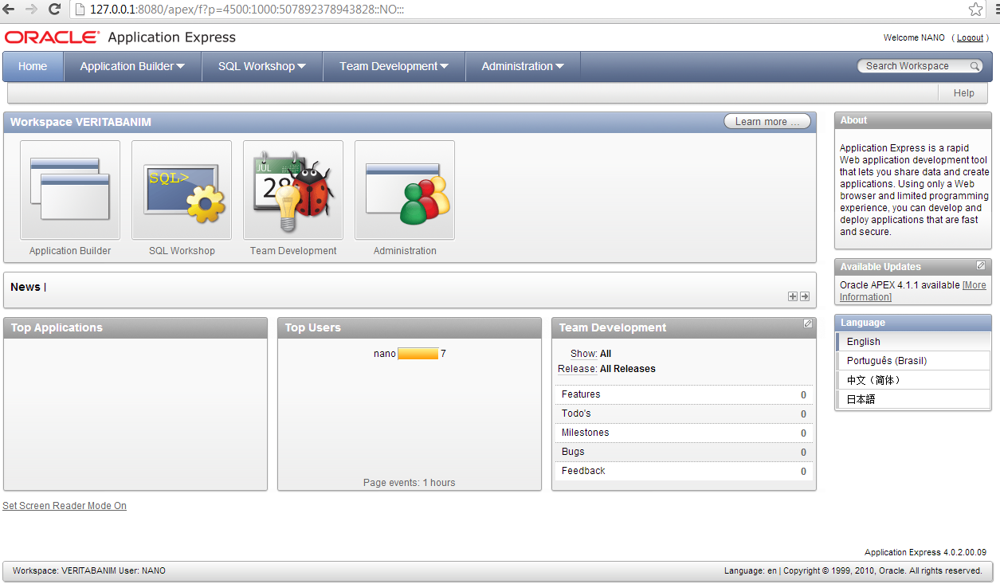 127.0.0.1:8080/apex/f?p=4500:1000:507892378943828::NO:::
ORACLE Application Express
Welcome NANO ( Logout )
Home Application Builder SQL Workshop Team Development Administration Search Workspace
Help
Workspace VERITABANIM
Learn more ...
SQL>
JUL
28
Application Builder SQL Workshop Team Development Administration
About
Application Express is a rapid
Web application development tool
that lets you share data and create
applications. Using only a Web
browser and limited programming
experience, you can develop and
deploy applications that are fast
and secure.
News |
Available Updates
Oracle APEX 4.1.1 available [More
Information]
Language
English
Português (Brasil)
中文（简体）
日本語
Top Applications
Top Users
nano 7
Page events: 1 hours
Team Development
Show: All
Release: All Releases
Features 0
Todo's 0
Milestones 0
Bugs 0
Feedback 0
Set Screen Reader Mode On
Application Express 4.0.2.00.09
Workspace: VERITABANIM User: NANO
Language: en | Copyright © 1999, 2010, Oracle. All rights reserved.